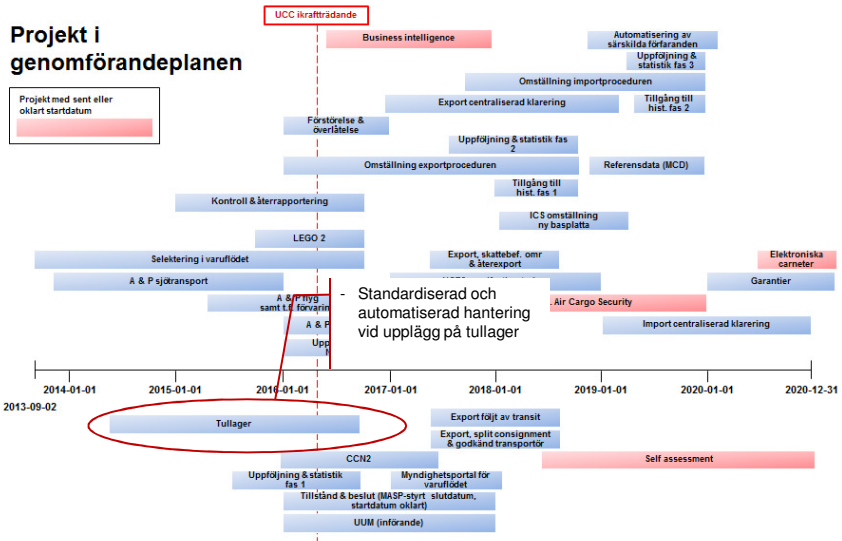 UCC ikraftträdande
Projekt i
genomförandeplanen
Projekt med sent eller
oklart startdatum
Business intelligence
Automatisering av
särskilda förfaranden
Uppföljning &
statistik fas 3
Omställning importproceduren
Export centraliserad klarering
Tillgång till
hist. fas 2
Förstörelse &
överlåtelse
Uppföljning & statistik fas
2
Omställning exportproceduren
Referensdata (MCD)
Tillgång till
hist. fas 1
Kontroll & återrapportering
ICS omställning
ny basplatta
LEGO 2
Selektering i varuflödet
Export, skattebef. omr
& återexport
Elektroniska
carneter
A & P sjötransport
Garantier
A & P flyg
samt t.f. förvarin
- Standardiserad och
automatiserad hantering
vid upplägg på tullager
Air Cargo Security
A & P
Import centraliserad klarering
Upp
N
2014-01-01
2015-01-01
2016-01-01
2017-01-01
2018-01-01
2019-01-01
2020-01-01
2020-12-31
2013-09-02
Tullager
Export följt av transit
Export, split consignment
& godkänd transportör
CCN2
Self assessment
Uppföljning & statistik
fas 1
Myndighetsportal för
varuflödet
Tillstånd & beslut (MASP-styrt slutdatum,
startdatum oklart)
UUM (införande)